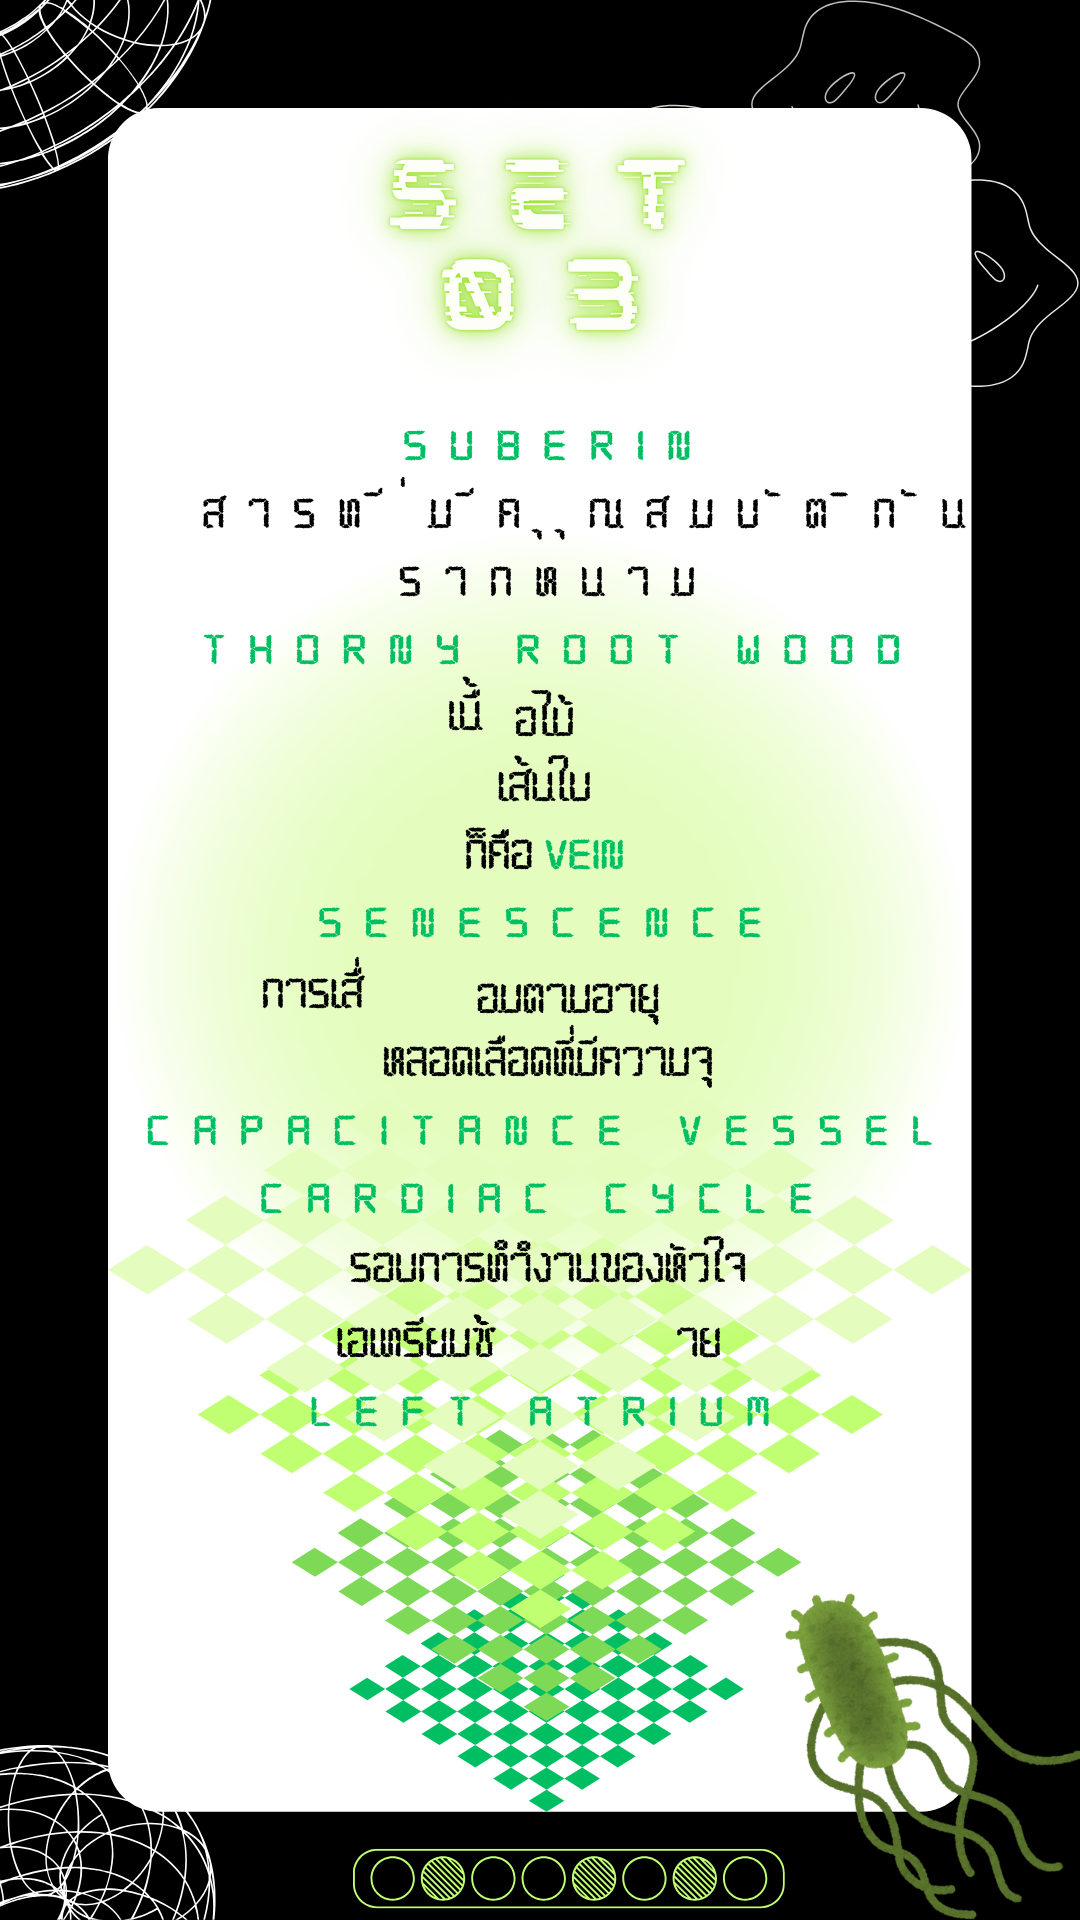 SET
03
SUBERIN
สารที่มีคุุณสมบัติกัน
รากหนาม
THORNY ROOT WOOD
เนื้อไม้
เส้นใบ
ก็คือ VEIN
SENESCENCE
การเสื่อมตามอายุ
หลอดเลือดที่มีความจุ
CAPACITANCE VESSEL
CARDIAC CYCLE
รอบการทำงานของหัวใจ
เอเทรียมซ้าย
LEFT ATRIUM